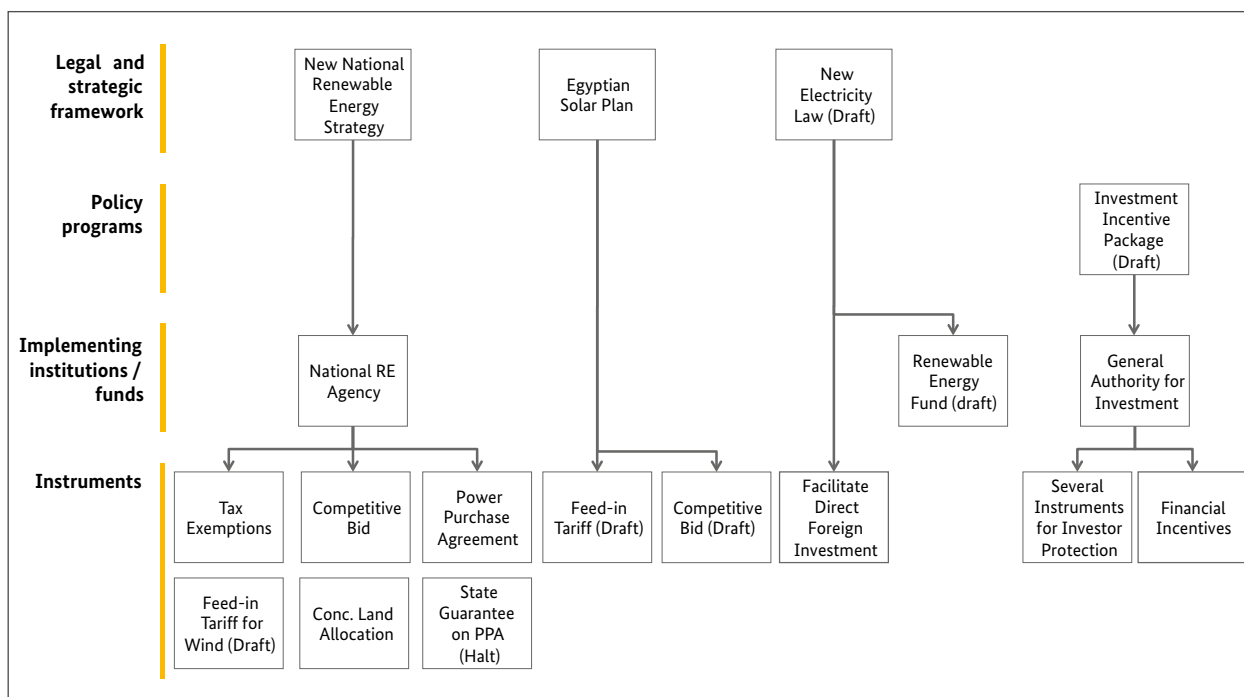 Legal and
strategic
framework
New National
Renewable
Energy
Strategy
Egyptian
Solar Plan
New
Electricity
Law (Draft)
Policy
programs
Investment
Incentive
Package
(Draft)
Implementing
institutions /
funds
National RE
Agency
Renewable
Energy
Fund (draft)
General
Authority for
Investment
Instruments
Tax
Exemptions
Competitive
Bid
Power
Purchase
Agreement
Feed-in
Tariff (Draft)
Competitive
Bid (Draft)
Facilitate
Direct
Foreign
Investment
Several
Instruments
for Investor
Protection
Financial
Incentives
Feed-in
Tariff for
Wind (Draft)
Conc. Land
Allocation
State
Guarantee
on PPA
(Halt)